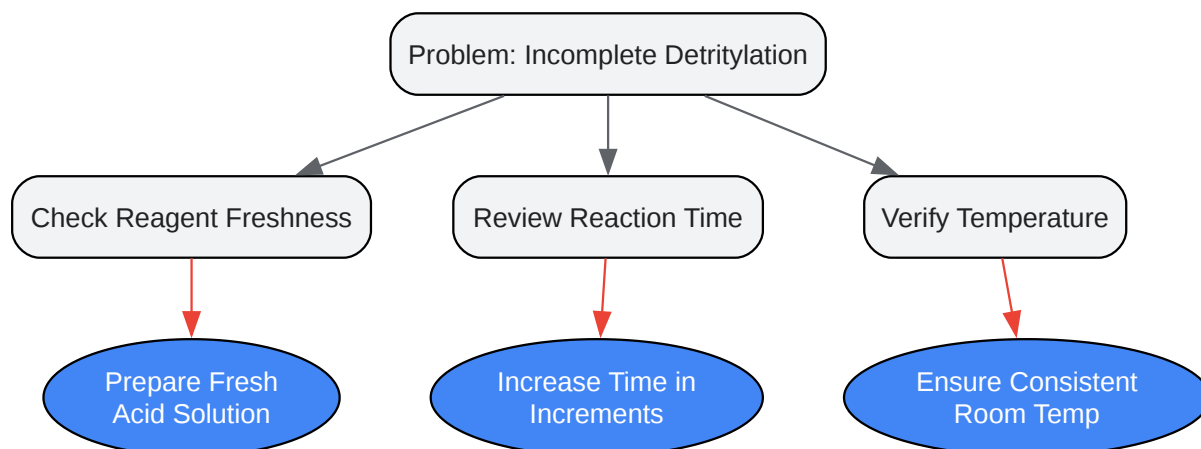 Problem: Incomplete Detritylation
Check Reagent Freshness
Review Reaction Time
Verify Temperature
Prepare Fresh
Acid Solution
Increase Time in
Increments
Ensure Consistent
Room Temp